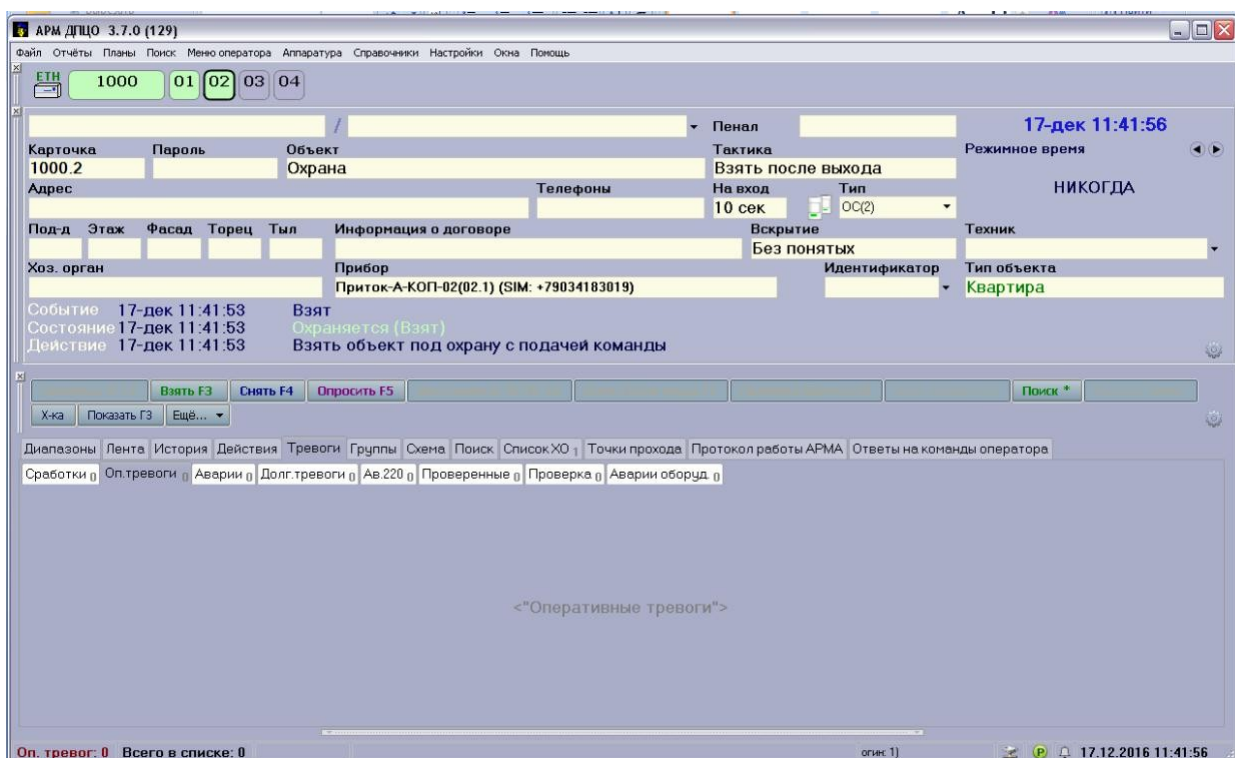 АРМ ДПЦО 3.7.0 (129)
Файл Отчёты Планы Поиск Меню оператора Аппаратура Справочники Настройки Окна Помощь
ETH 1000 01 02 03 04
/ Пенал 17-дек 11:41:56
Карточка Пароль Объект Тактика Режимное время
1000.2 Охрана Взять после выхода
Адрес Телефоны На вход Тип НИКОГДА
10 сек ОС(2)
Под-д Этаж Фасад Торец Тыл Информация о договоре Вскрытие Техник
Без понятых
Хоз. орган Прибор Идентификатор Тип объекта
Приток-А-КОП-02(02.1) (SIM: +79034183019) Квартира
Событие 17-дек 11:41:53 Взят
Состояние 17-дек 11:41:53 Охраняется (Взят)
Действие 17-дек 11:41:53 Взять объект под охрану с подачей команды
Взять F3 Снять F4 Опросить F5 Поиск *
Х-ка Показать ГЗ Ещё...
Диапазоны Лента История Действия Тревоги Группы Схема Поиск Список ХО 1 Точки прохода Протокол работы АРМА Ответы на команды оператора
Сработки 0 Оп.тревоги 0 Аварии 0 Долг.тревоги 0 Ав.220 0 Проверенные 0 Проверка 0 Аварии оборуд. 0
<"Оперативные тревоги">
Оп. тревог: 0 Всего в списке: 0 огин: 1) P 17.12.2016 11:41:56